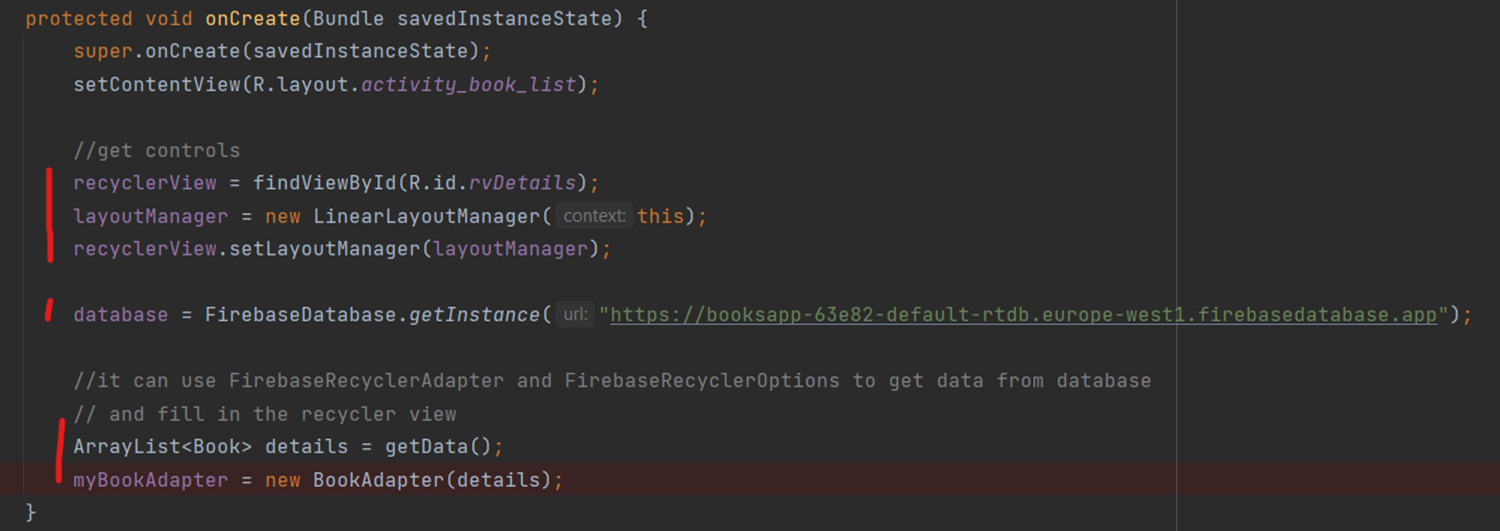 protected void onCreate(Bundle savedInstanceState) {
super.onCreate(savedInstanceState);
setContentView(R.layout.activity_book_list);
//get controls
recyclerView = findViewById(R.id.rvDetails);
layoutManager = new LinearLayoutManager( context: this);
recyclerView.setLayoutManager(layoutManager);
database = FirebaseDatabase.getInstance( url: "https://booksapp-63e82-default-rtdb.europe-west1.firebasedatabase.app");
//it can use FirebaseRecyclerAdapter and FirebaseRecyclerOptions to get data from database
// and fill in the recycler view
ArrayList<Book> details = getData();
myBookAdapter = new BookAdapter(details);
}